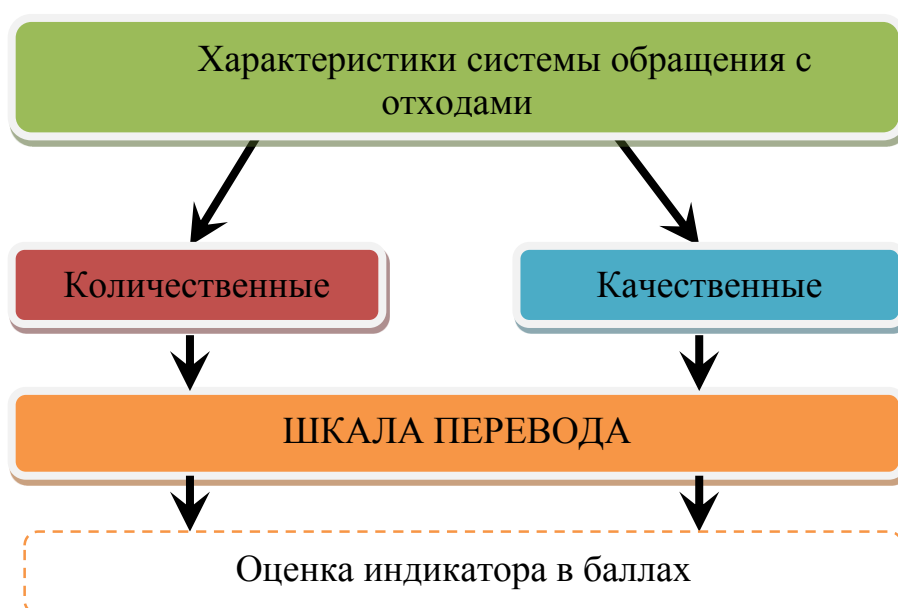 Характеристики системы обращения с
отходами
Количественные
Качественные
ШКАЛА ПЕРЕВОДА
Оценка индикатора в баллах